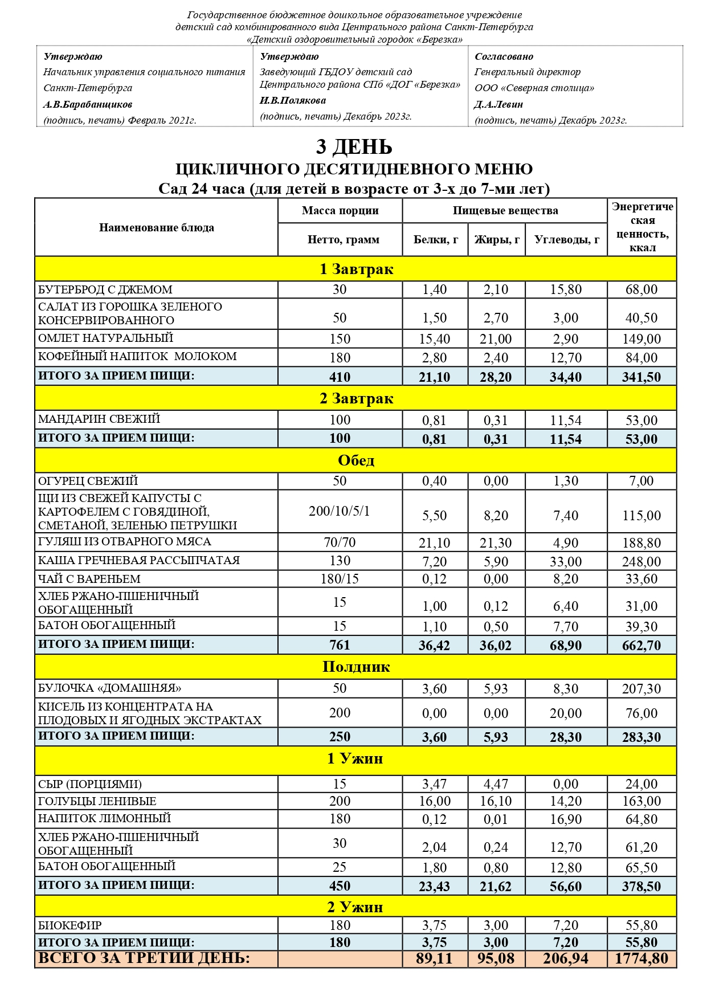 Государственное бюджетное дошкольное образовательное учреждение
детский сад комбинированного вида Центрального района Санкт-Петербурга
«Детский оздоровительный городок «Березка»
Утверждаю
Начальник управления социального питания
Санкт-Петербурга
А.В.Барабанщиков
(подпись, печать) Февраль 2021г.
Утверждаю
Заведующий ГБДОУ детский сад
Центрального района СПб «ДОГ «Березка»
И.В.Полякова
(подпись, печать) Декабрь 2023г.
Согласовано
Генеральный директор
ООО «Северная столица»
Д.А.Левин
(подпись, печать) Декабрь 2023г.
3 ДЕНЬ
ЦИКЛИЧНОГО ДЕСЯТИДНЕВНОГО МЕНЮ
Сад 24 часа (для детей в возрасте от 3-х до 7-ми лет)
Наименование блюда
Масса порции
Нетто, грамм
Пищевые вещества
Белки, г Жиры, г Углеводы, г
Энергетиче
ская
ценность,
ккал
1 Завтрак
БУТЕРБРОД С ДЖЕМОМ 30 1,40 2,10 15,80 68,00
САЛАТ ИЗ ГОРОШКА ЗЕЛЕНОГО
КОНСЕРВИРОВАННОГО 50 1,50 2,70 3,00 40,50
ОМЛЕТ НАТУРАЛЬНЫЙ 150 15,40 21,00 2,90 149,00
КОФЕЙНЫЙ НАПИТОК МОЛОКОМ 180 2,80 2,40 12,70 84,00
ИТОГО ЗА ПРИЕМ ПИЩИ: 410 21,10 28,20 34,40 341,50
2 Завтрак
МАНДАРИН СВЕЖИЙ 100 0,81 0,31 11,54 53,00
ИТОГО ЗА ПРИЕМ ПИЩИ: 100 0,81 0,31 11,54 53,00
Обед
ОГУРЕЦ СВЕЖИЙ 50 0,40 0,00 1,30 7,00
ЩИ ИЗ СВЕЖЕЙ КАПУСТЫ С
КАРТОФЕЛЕМ С ГОВЯДИНОЙ,
СМЕТАНОЙ, ЗЕЛЕНЬЮ ПЕТРУШКИ 200/10/5/1 5,50 8,20 7,40 115,00
ГУЛЯШ ИЗ ОТВАРНОГО МЯСА 70/70 21,10 21,30 4,90 188,80
КАША ГРЕЧНЕВАЯ РАССЫПЧАТАЯ 130 7,20 5,90 33,00 248,00
ЧАЙ С ВАРЕНЬЕМ 180/15 0,12 0,00 8,20 33,60
ХЛЕБ РЖАНО-ПШЕНИЧНЫЙ
ОБОГАЩЕННЫЙ 15 1,00 0,12 6,40 31,00
БАТОН ОБОГАЩЕННЫЙ 15 1,10 0,50 7,70 39,30
ИТОГО ЗА ПРИЕМ ПИЩИ: 761 36,42 36,02 68,90 662,70
Полдник
БУЛОЧКА «ДОМАШНЯЯ» 50 3,60 5,93 8,30 207,30
КИСЕЛЬ ИЗ КОНЦЕНТРАТА НА
ПЛОДОВЫХ И ЯГОДНЫХ ЭКСТРАКТАХ 200 0,00 0,00 20,00 76,00
ИТОГО ЗА ПРИЕМ ПИЩИ: 250 3,60 5,93 28,30 283,30
1 Ужин
СЫР (ПОРЦИЯМИ) 15 3,47 4,47 0,00 24,00
ГОЛУБЦЫ ЛЕНИВЫЕ 200 16,00 16,10 14,20 163,00
НАПИТОК ЛИМОННЫЙ 180 0,12 0,01 16,90 64,80
ХЛЕБ РЖАНО-ПШЕНИЧНЫЙ
ОБОГАЩЕННЫЙ 30 2,04 0,24 12,70 61,20
БАТОН ОБОГАЩЕННЫЙ 25 1,80 0,80 12,80 65,50
ИТОГО ЗА ПРИЕМ ПИЩИ: 450 23,43 21,62 56,60 378,50
2 Ужин
БИОКЕФИР 180 3,75 3,00 7,20 55,80
ИТОГО ЗА ПРИЕМ ПИЩИ: 180 3,75 3,00 7,20 55,80
ВСЕГО ЗА ТРЕТИЙ ДЕНЬ: 89,11 95,08 206,94 1774,80